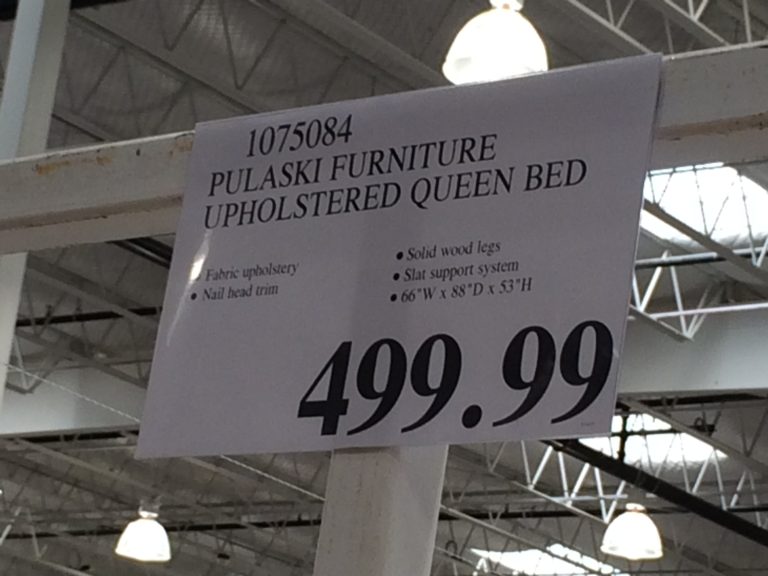 1075084
PULASKI FURNITURE
UPHOLSTERED QUEEN BED
• Fabric upholstery
• Nail head trim
• Solid wood legs
• Slat support system
• 66"W x 88"D x 53"H
499.99